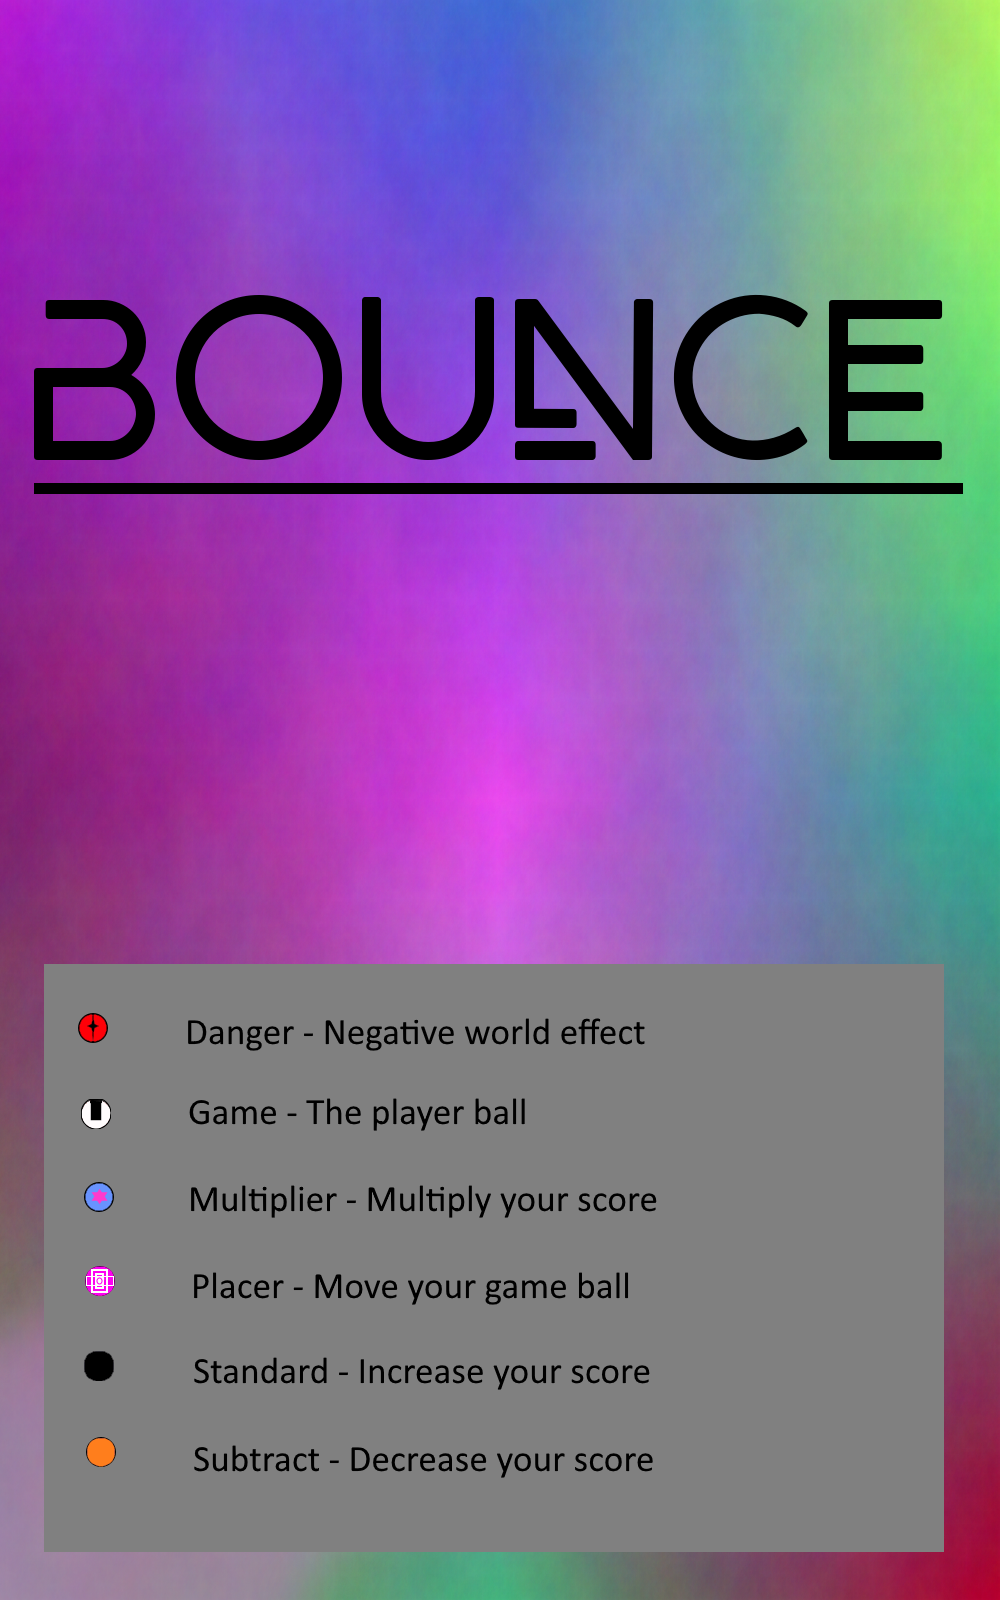 BOUNCE
Danger - Negative world effect
Game - The player ball
Multiplier - Multiply your score
Placer - Move your game ball
Standard - Increase your score
Subtract - Decrease your score